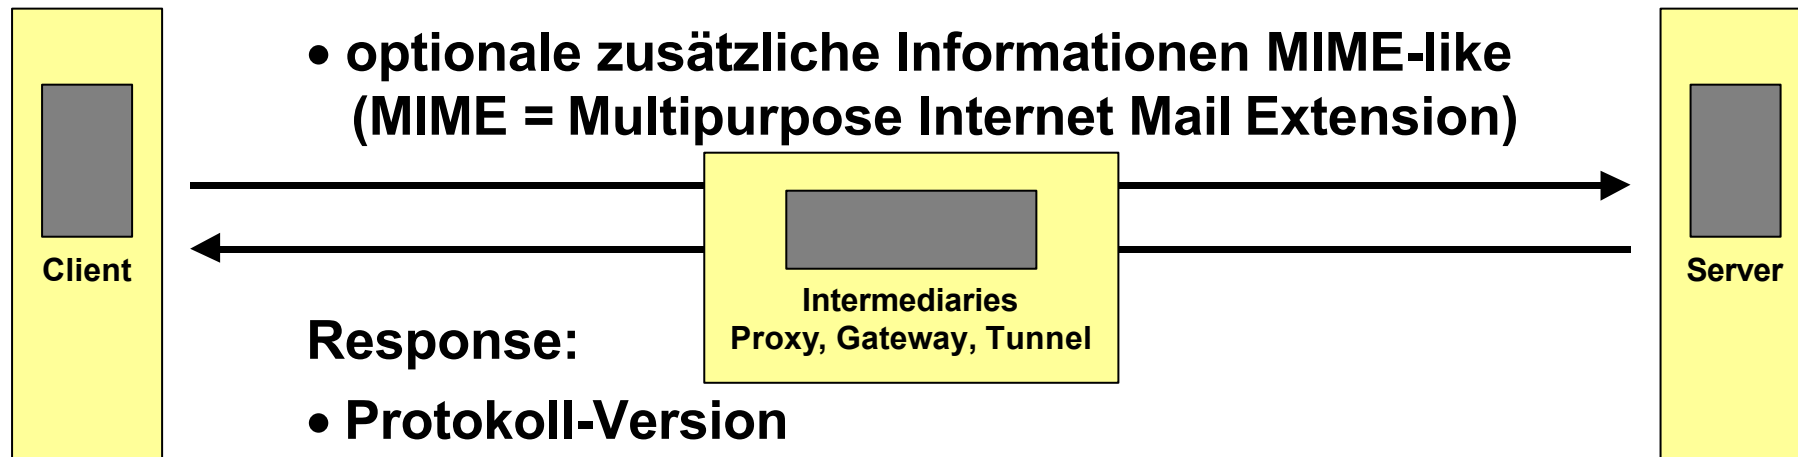 • optionale zusätzliche Informationen MIME-like
(MIME = Multipurpose Internet Mail Extension)
Client
Intermediaries
Proxy, Gateway, Tunnel
Server
Response:
• Protokoll-Version